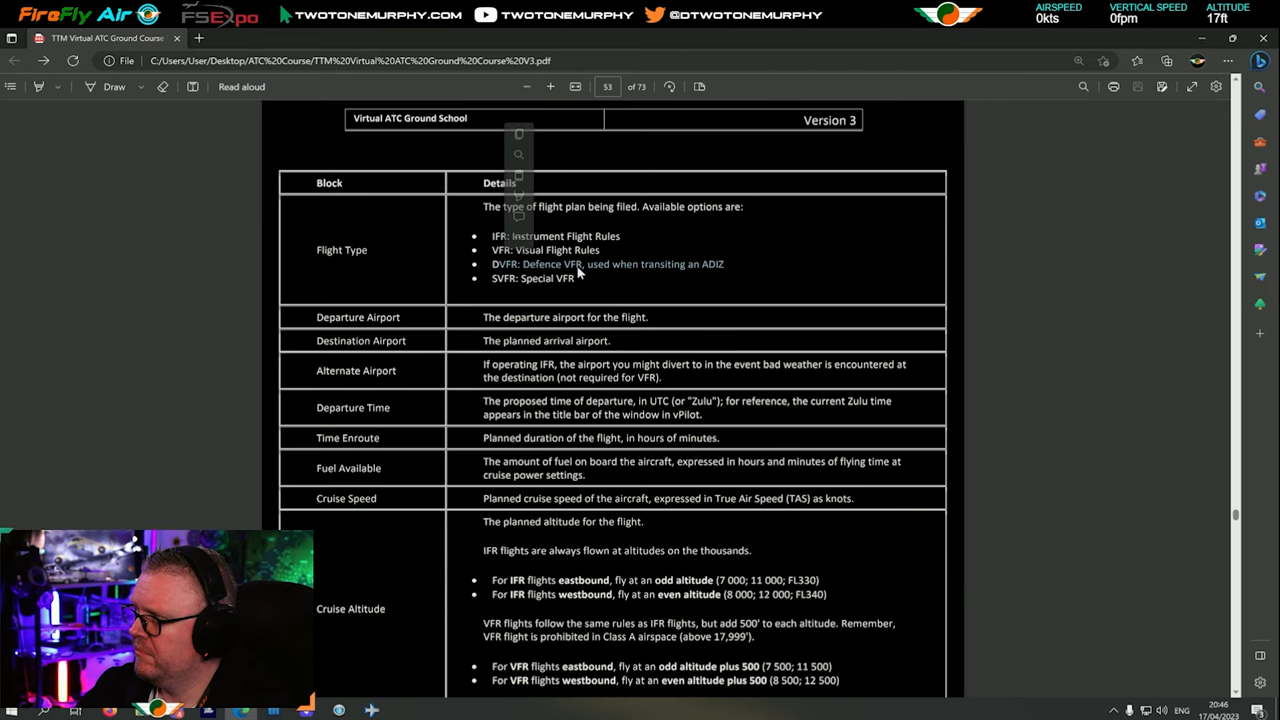 FireFly Air
FSExpo
TWOTONEMURPHY.COM
TWOTONEMURPHY
@DTWOTONEMURPHY
AIRSPEED
0kts
VERTICAL SPEED
0fpm
ALTITUDE
17ft
TTM Virtual ATC Ground Course
File
C:/Users/User/Desktop/ATC%20Course/TTM%20Virtual%20ATC%20Ground%20Course%20V3.pdf
Draw
Read aloud
53
of 73
Virtual ATC Ground School
Version 3
Block
Details
Flight Type
The type of flight plan being filed. Available options are:
IFR: Instrument Flight Rules
VFR: Visual Flight Rules
DVFR: Defence VFR, used when transiting an ADIZ
SVFR: Special VFR
Departure Airport
The departure airport for the flight.
Destination Airport
The planned arrival airport.
Alternate Airport
If operating IFR, the airport you might divert to in the event bad weather is encountered at
the destination (not required for VFR).
Departure Time
The proposed time of departure, in UTC (or "Zulu"); for reference, the current Zulu time
appears in the title bar of the window in vPilot.
Time Enroute
Planned duration of the flight, in hours of minutes.
Fuel Available
The amount of fuel on board the aircraft, expressed in hours and minutes of flying time at
cruise power settings.
Cruise Speed
Planned cruise speed of the aircraft, expressed in True Air Speed (TAS) as knots.
Cruise Altitude
The planned altitude for the flight.
IFR flights are always flown at altitudes on the thousands.
For IFR flights eastbound, fly at an odd altitude (7 000; 11 000; FL330)
For IFR flights westbound, fly at an even altitude (8 000; 12 000; FL340)
VFR flights follow the same rules as IFR flights, but add 500' to each altitude. Remember,
VFR flight is prohibited in Class A airspace (above 17,999').
For VFR flights eastbound, fly at an odd altitude plus 500 (7 500; 11 500)
For VFR flights westbound, fly at an even altitude plus 500 (8 500; 12 500)
ENG
20:46
17/04/2023